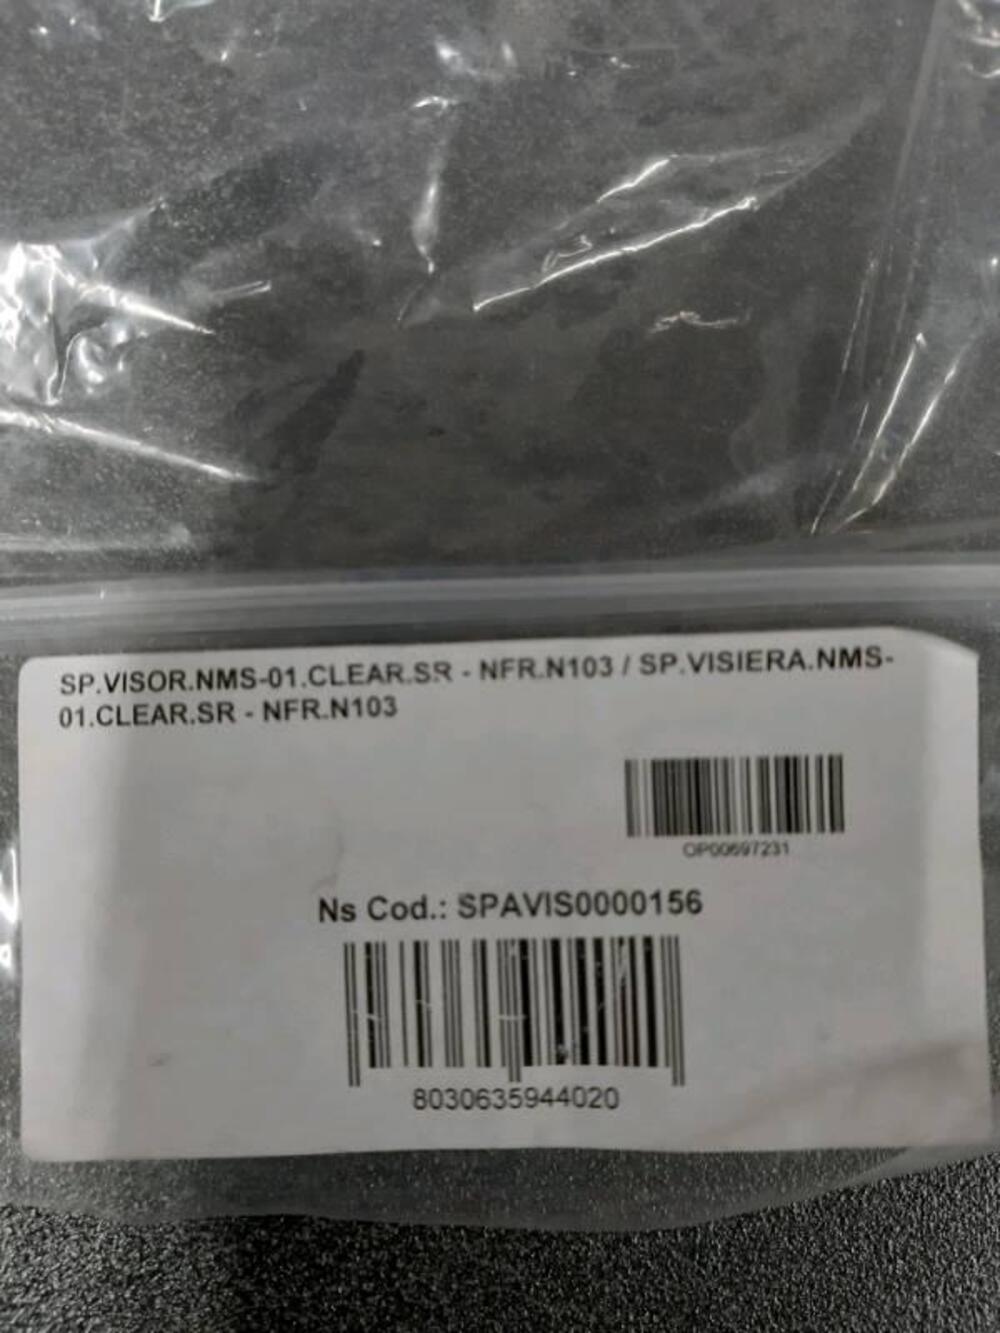 SP.VISOR.NMS-01.CLEAR.SR - NFR.N103 / SP.VISIERA.NMS-
01.CLEAR.SR - NFR.N103
OP00697231
Ns Cod.: SPAVIS0000156
8030635944020